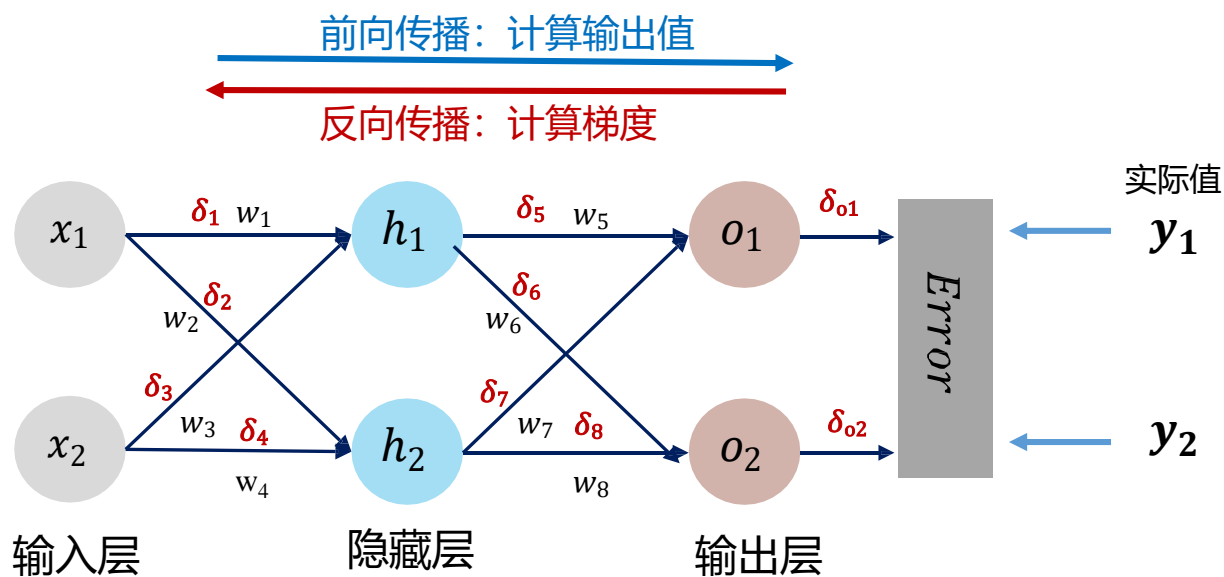 前向传播：计算输出值
反向传播：计算梯度
实际值
x₁ δ₁ w₁ h₁ δ₅ w₅ o₁ δₒ₁ y₁
δ₂ w₂ δ₆ w₆
Error
δ₃ w₃ δ₄ δ₇ w₇ δ₈ δₒ₂
x₂ w₄ h₂ w₈ o₂ y₂
输入层 隐藏层 输出层